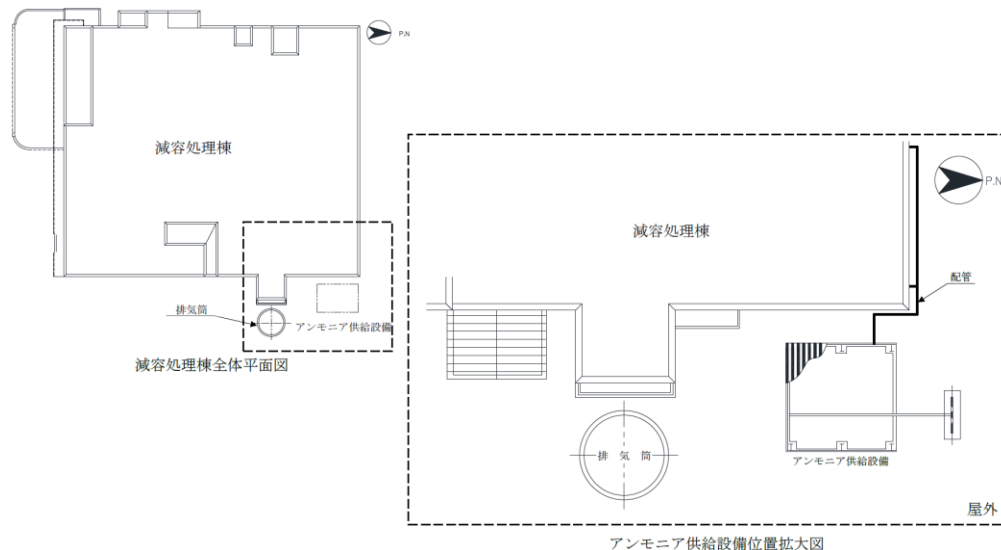 P.N
減容処理棟
排気筒
アンモニア供給設備
減容処理棟全体平面図
P.N
減容処理棟
配管
排 気 筒
アンモニア供給設備
屋外
アンモニア供給設備位置拡大図